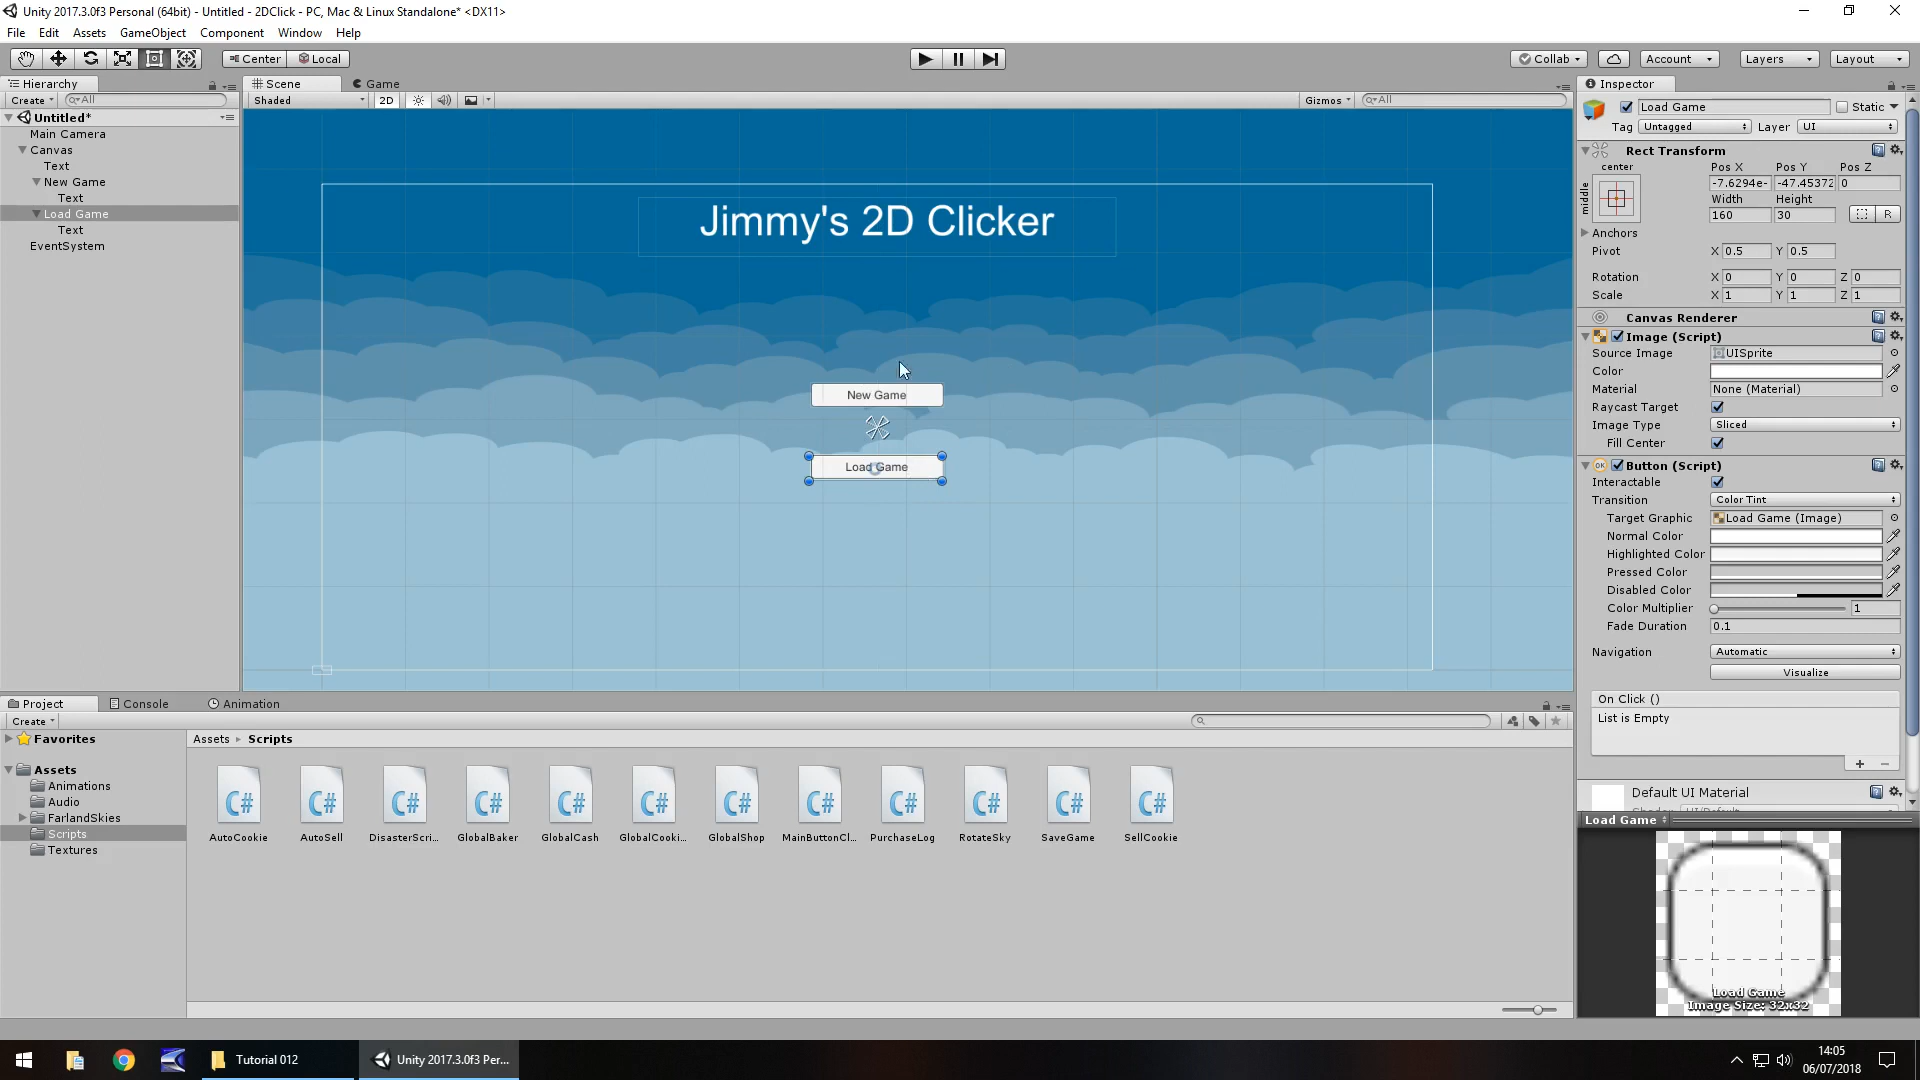 Unity 2017.3.0f3 Personal (64bit) - Untitled - 2DClick - PC, Mac & Linux Standalone* <DX11>
File Edit Assets GameObject Component Window Help
Center Local Collab Account Layers Layout
Hierarchy
Create All
Untitled*
Main Camera
Canvas
Text
New Game
Text
Load Game
Text
EventSystem
Scene Game
Shaded 2D Gizmos All
Jimmy's 2D Clicker
New Game
Load Game
Inspector
Load Game Static
Tag Untagged Layer UI
Rect Transform
center Pos X Pos Y Pos Z
middle -7.6294e- -47.45372 0
Width Height
160 30 R
Anchors
Pivot X 0.5 Y 0.5
Rotation X 0 Y 0 Z 0
Scale X 1 Y 1 Z 1
Canvas Renderer
Image (Script)
Source Image UISprite
Color
Material None (Material)
Raycast Target
Image Type Sliced
Fill Center
OK Button (Script)
Interactable
Transition Color Tint
Target Graphic Load Game (Image)
Normal Color
Highlighted Color
Pressed Color
Disabled Color
Color Multiplier 1
Fade Duration 0.1
Navigation Automatic
Visualize
On Click ()
List is Empty
Default UI Material
Load Game
Load Game
Image Size: 32x32
Project Console Animation
Create
Favorites
Assets
Animations
Audio
FarlandSkies
Scripts
Textures
Assets Scripts
C# C# C# C# C# C# C# C# C# C# C# C#
AutoCookie AutoSell DisasterScri... GlobalBaker GlobalCash GlobalCooki... GlobalShop MainButtonCl... PurchaseLog RotateSky SaveGame SellCookie
Tutorial 012 Unity 2017.3.0f3 Per...
14:05
06/07/2018